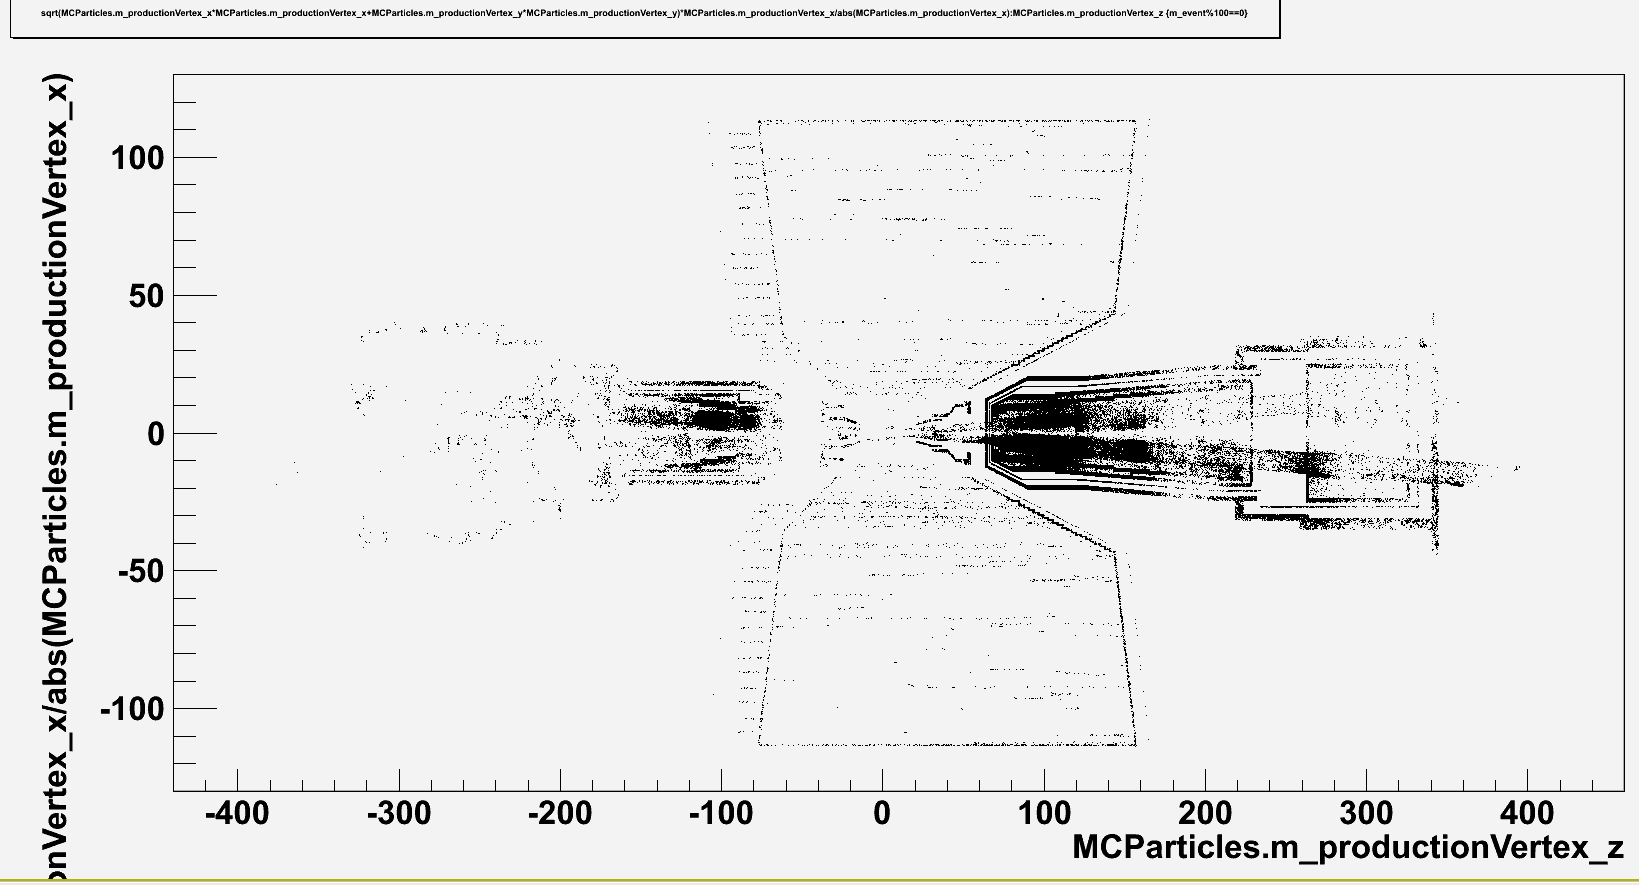 sqrt(MCParticles.m_productionVertex_x*MCParticles.m_productionVertex_x+MCParticles.m_productionVertex_y*MCParticles.m_productionVertex_y)*MCParticles.m_productionVertex_x/abs(MCParticles.m_productionVertex_x):MCParticles.m_productionVertex_z {m_event%100==0}
onVertex_x/abs(MCParticles.m_productionVertex_x)
100
50
0
-50
-100
-400 -300 -200 -100 0 100 200 300 400
MCParticles.m_productionVertex_z